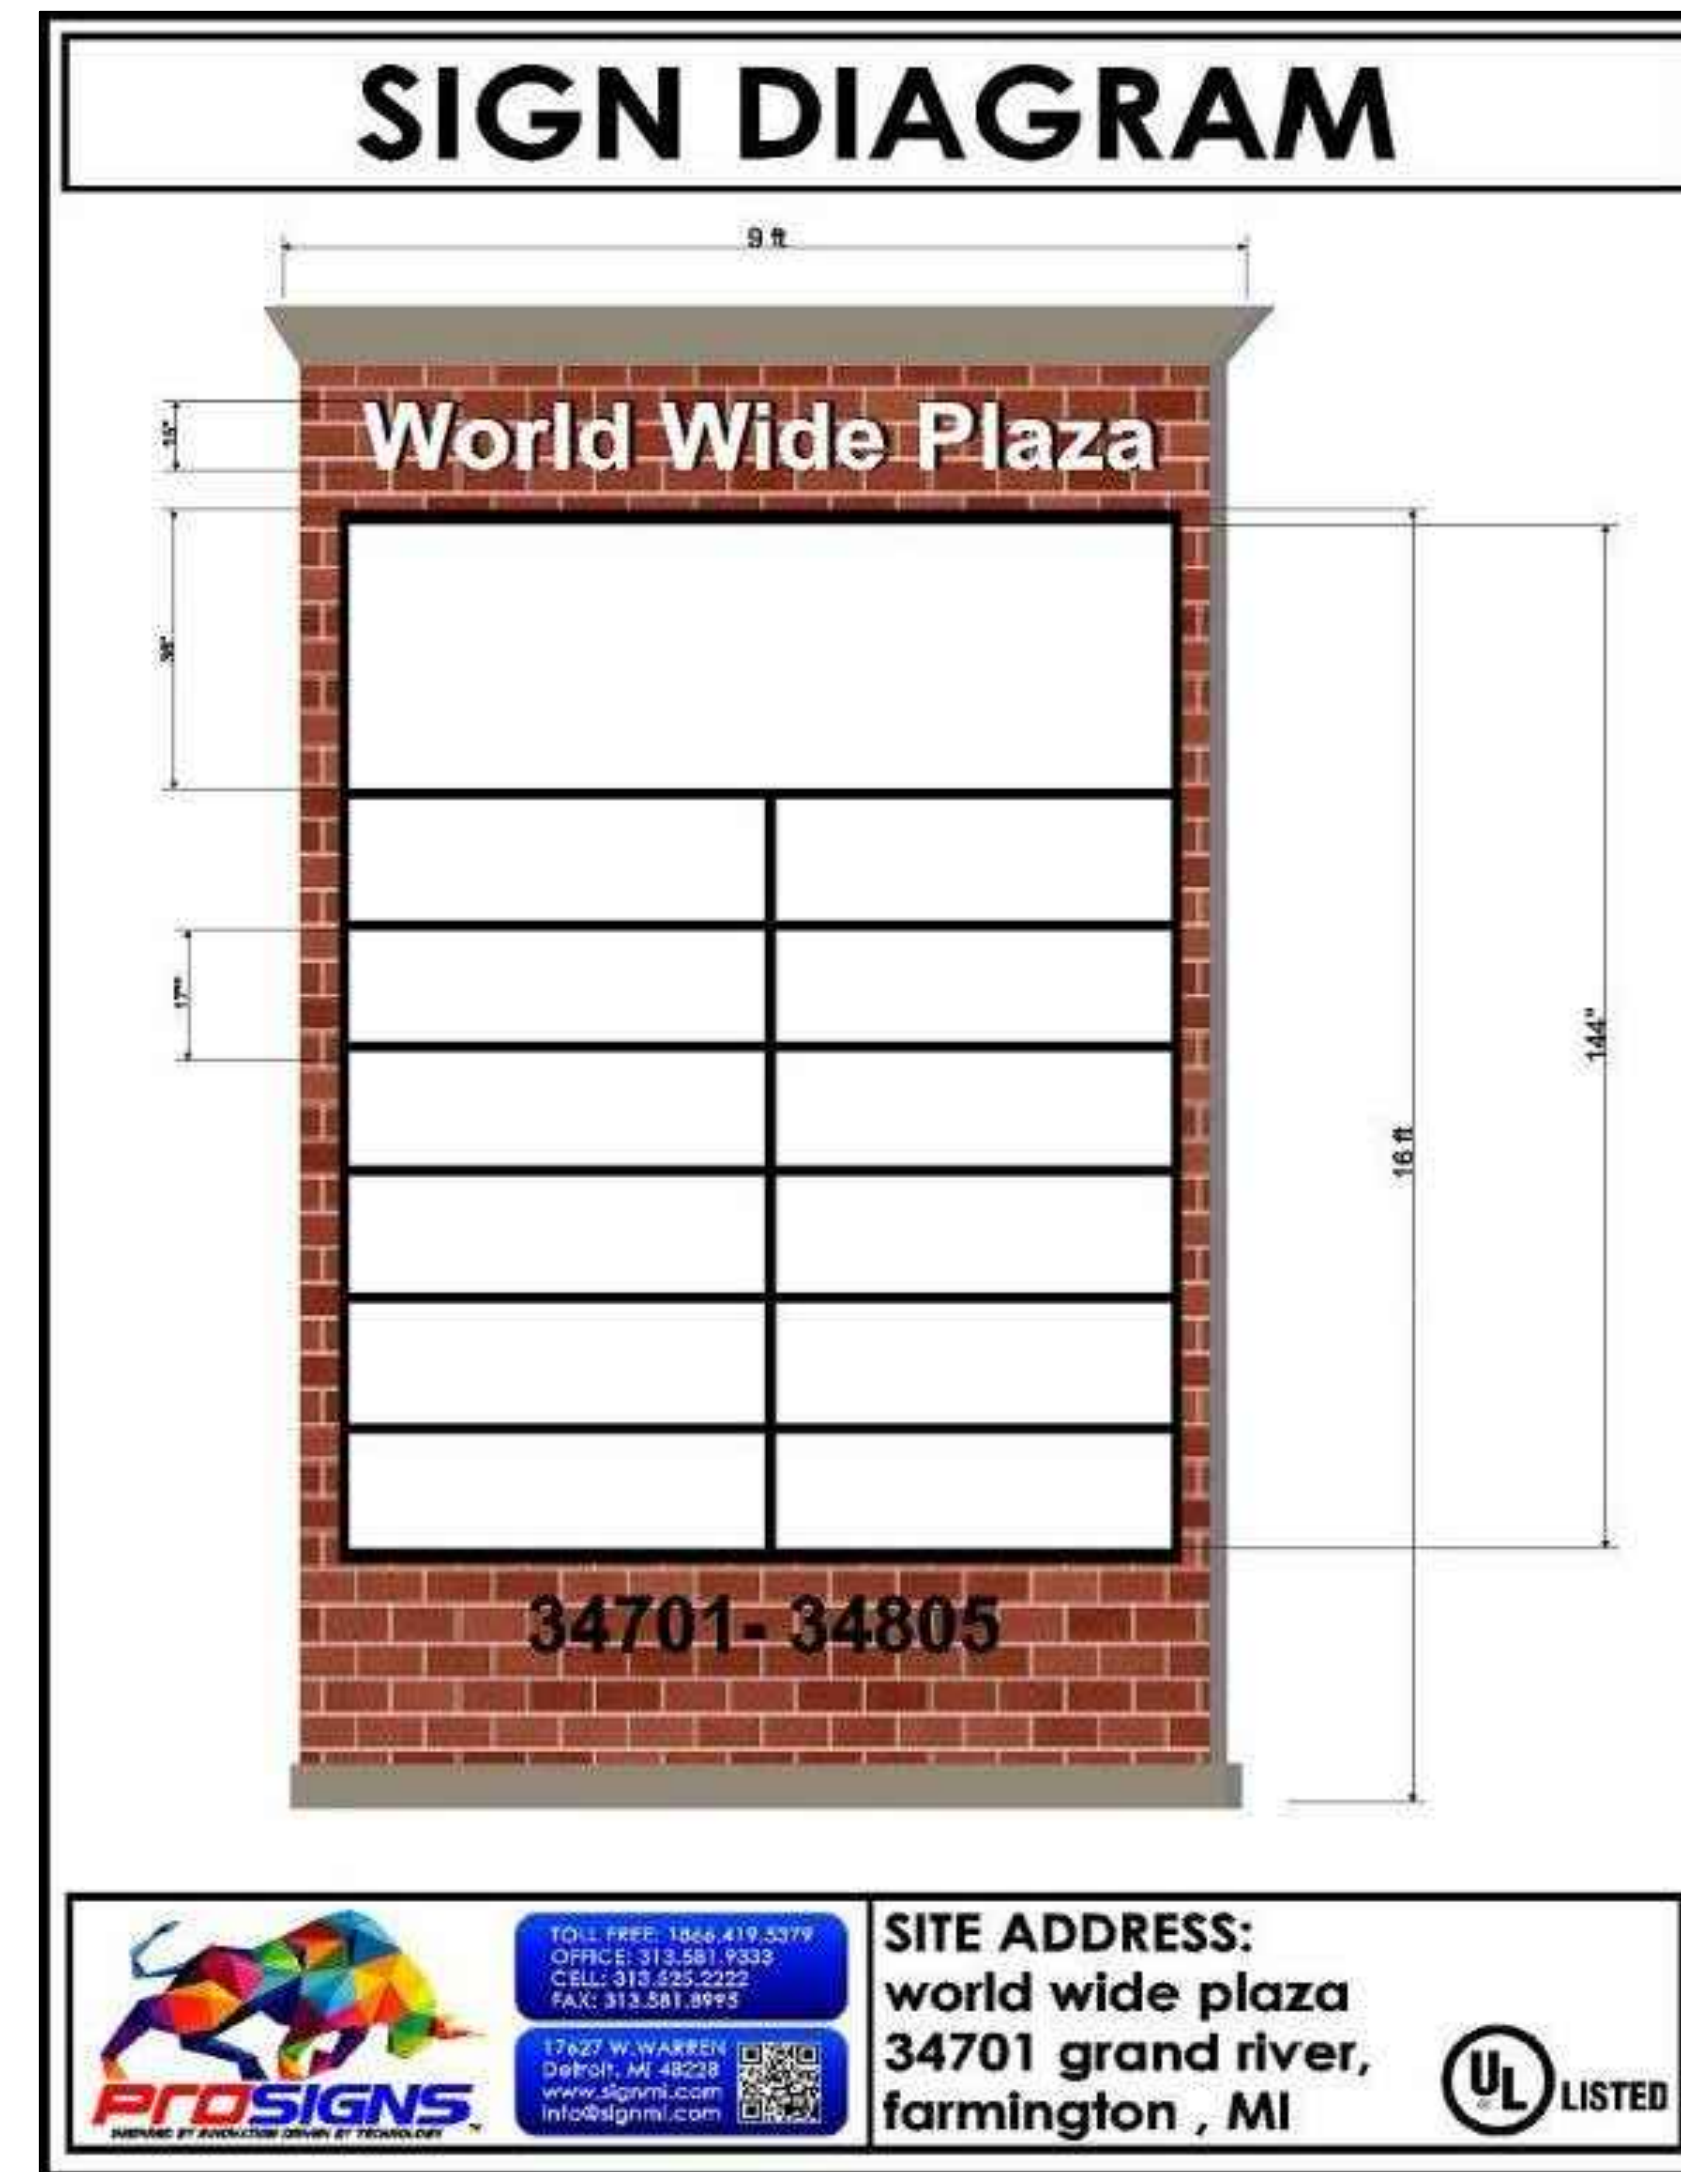 SIGN DIAGRAM
9 ft
World Wide Plaza
17"
144"
16 ft
34701- 34805
PROSIGNS
TOLL FREE: 1866.419.5379
OFFICE: 313.581.9333
CELL: 313.525.2222
FAX: 313.581.8995
17627 W.WARREN
Detroit, MI 48228
www.signmi.com
info@signmi.com
SITE ADDRESS:
world wide plaza
34701 grand river,
farmington , MI
UL LISTED